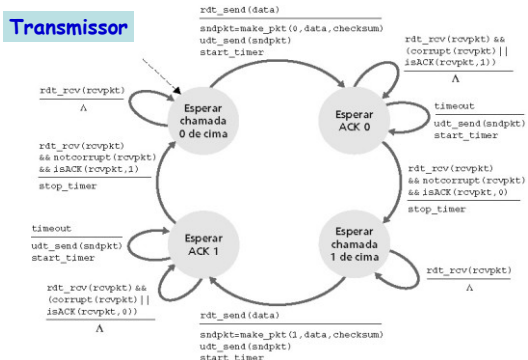 Transmissor
rdt_send(data)
sndpkt=make_pkt(0,data,checksum)
udt_send(sndpkt)
start_timer
rdt_rcv(rcvpkt) &&
(corrupt(rcvpkt)||
isACK(rcvpkt,1))
Λ
rdt_rcv(rcvpkt)
Λ
Esperar
chamada
0 de cima
Esperar
ACK 0
timeout
udt_send(sndpkt)
start_timer
rdt_rcv(rcvpkt)
&& notcorrupt(rcvpkt)
&& isACK(rcvpkt,1)
stop_timer
rdt_rcv(rcvpkt)
&& notcorrupt(rcvpkt)
&& isACK(rcvpkt,0)
stop_timer
timeout
udt_send(sndpkt)
start_timer
Esperar
ACK 1
Esperar
chamada
1 de cima
rdt_rcv(rcvpkt)
Λ
rdt_rcv(rcvpkt) &&
(corrupt(rcvpkt)||
isACK(rcvpkt,0))
Λ
rdt_send(data)
sndpkt=make_pkt(1,data,checksum)
udt_send(sndpkt)
start_timer